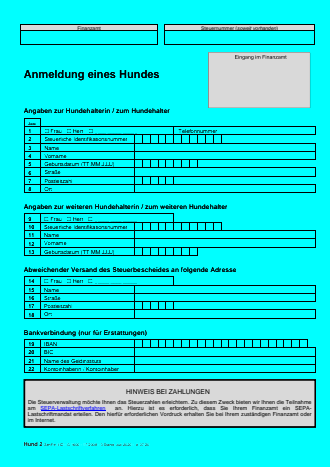 Finanzamt
Steuernummer (soweit vorhanden)
Eingang im Finanzamt
Anmeldung eines Hundes
Angaben zur Hundehalterin / zum Hundehalter
Zeile
1 ☐ Frau ☐ Herr ☐ Telefonnummer
2 Steuerliche Identifikationsnummer
3 Name
4 Vorname
5 Geburtsdatum (TT.MM.JJJJ)
6 Straße
7 Postleitzahl
8 Ort
Angaben zur weiteren Hundehalterin / zum weiteren Hundehalter
9 ☐ Frau ☐ Herr ☐
10 Steuerliche Identifikationsnummer
11 Name
12 Vorname
13 Geburtsdatum (TT.MM.JJJJ)
Abweichender Versand des Steuerbescheides an folgende Adresse
14 ☐ Frau ☐ Herr ☐
15 Name
16 Straße
17 Postleitzahl
18 Ort
Bankverbindung (nur für Erstattungen)
19 IBAN
20 BIC
21 Name des Geldinstituts
22 Kontoinhaberin / Kontoinhaber
HINWEIS BEI ZAHLUNGEN
Die Steuerverwaltung möchte Ihnen das Steuerzahlen erleichtern. Zu diesem Zweck bieten wir Ihnen die Teilnahme
am SEPA-Lastschriftverfahren an. Hierzu ist es erforderlich, dass Sie Ihrem Finanzamt ein SEPA-
Lastschriftmandat erteilen. Den hierfür erforderlichen Vordruck erhalten Sie bei Ihrem zuständigen Finanzamt oder
im Internet.
Hund 2